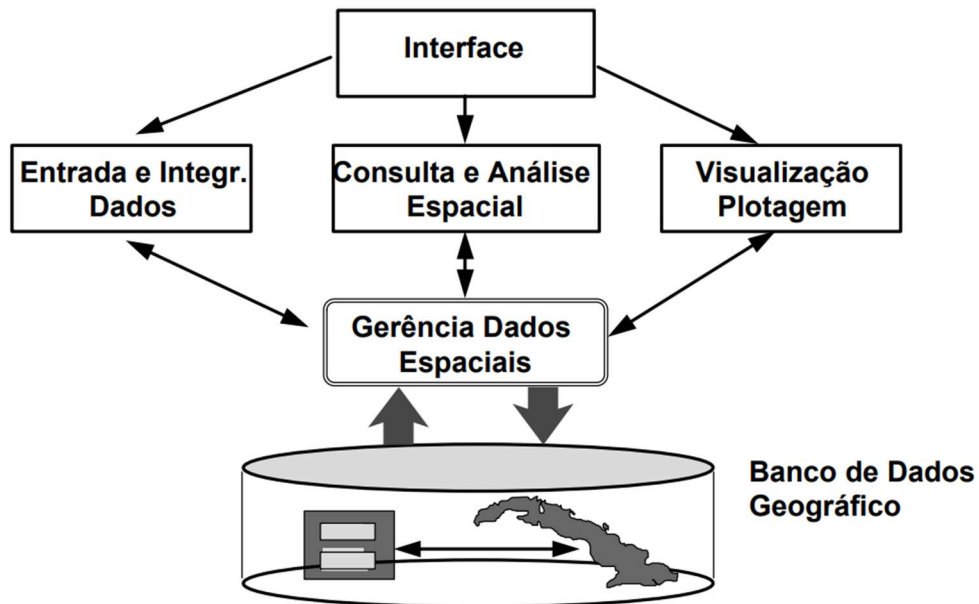 Interface
Entrada e Integr.
Dados
Consulta e Análise
Espacial
Visualização
Plotagem
Gerência Dados
Espaciais
Banco de Dados
Geográfico